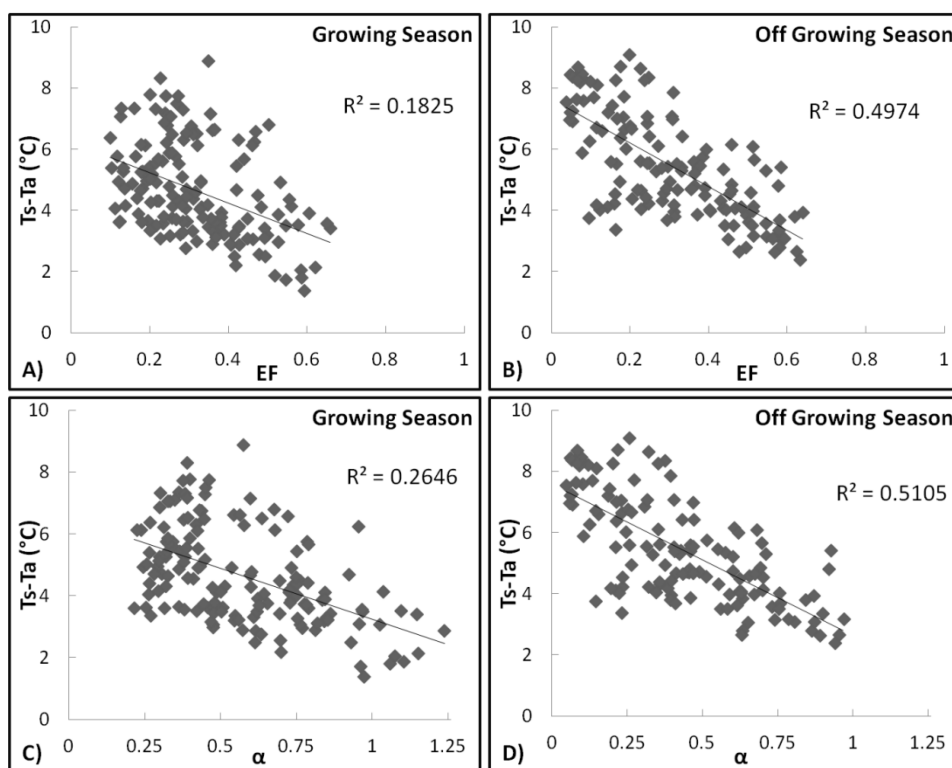 Growing Season
R² = 0.1825
Ts-Ta (°C)
10
8
6
4
2
0
0 0.2 0.4 0.6 0.8 1
A) EF
Off Growing Season
R² = 0.4974
Ts-Ta (°C)
10
8
6
4
2
0
0 0.2 0.4 0.6 0.8 1
B) EF
Growing Season
R² = 0.2646
Ts-Ta (°C)
10
8
6
4
2
0
0 0.25 0.5 0.75 1 1.25
C) α
Off Growing Season
R² = 0.5105
Ts-Ta (°C)
10
8
6
4
2
0
0 0.25 0.5 0.75 1 1.25
D) α